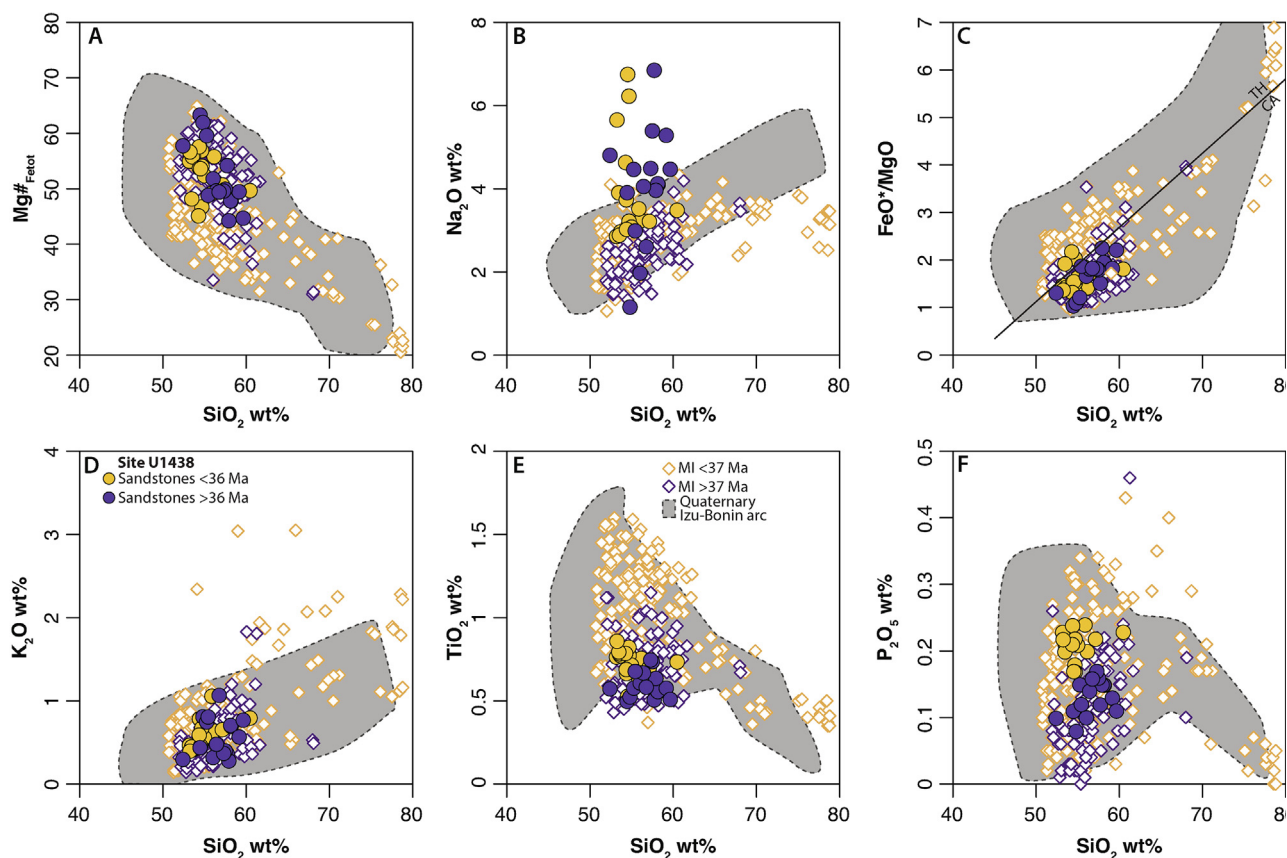 A
Mg#Fetot
80
70
60
50
40
30
20
40 50 60 70 80
SiO2 wt%
B
Na2O wt%
8
6
4
2
0
40 50 60 70 80
SiO2 wt%
C
FeO*/MgO
7
6
5
4
3
2
1
0
TH
CA
40 50 60 70 80
SiO2 wt%
D
Site U1438
Sandstones <36 Ma
Sandstones >36 Ma
K2O wt%
4
3
2
1
0
40 50 60 70 80
SiO2 wt%
E
MI <37 Ma
MI >37 Ma
Quaternary
Izu-Bonin arc
TiO2 wt%
2
1.5
1
0.5
0
40 50 60 70 80
SiO2 wt%
F
P2O5 wt%
0.5
0.4
0.3
0.2
0.1
0
40 50 60 70 80
SiO2 wt%